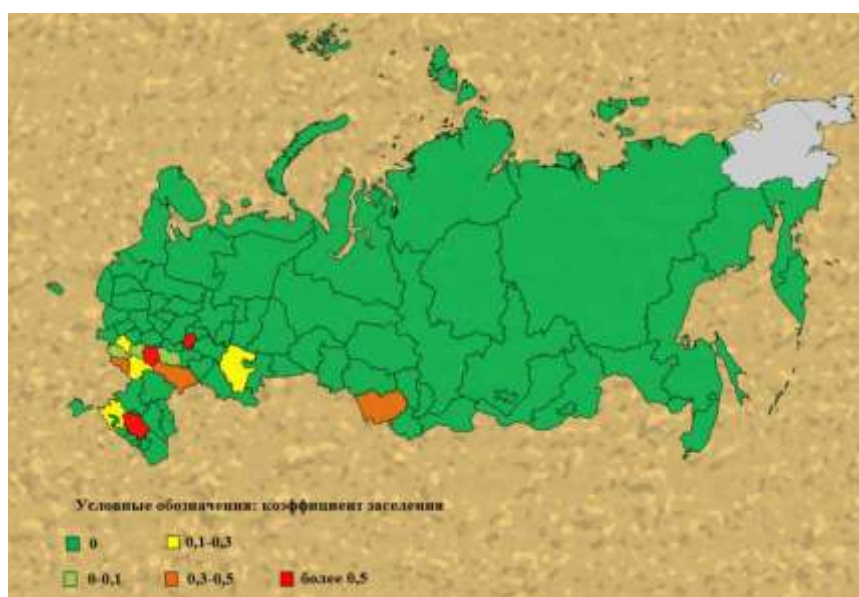 Условные обозначения: коэффициент заселения
0 0,1-0,3
0-0,1 0,3-0,5 более 0,5